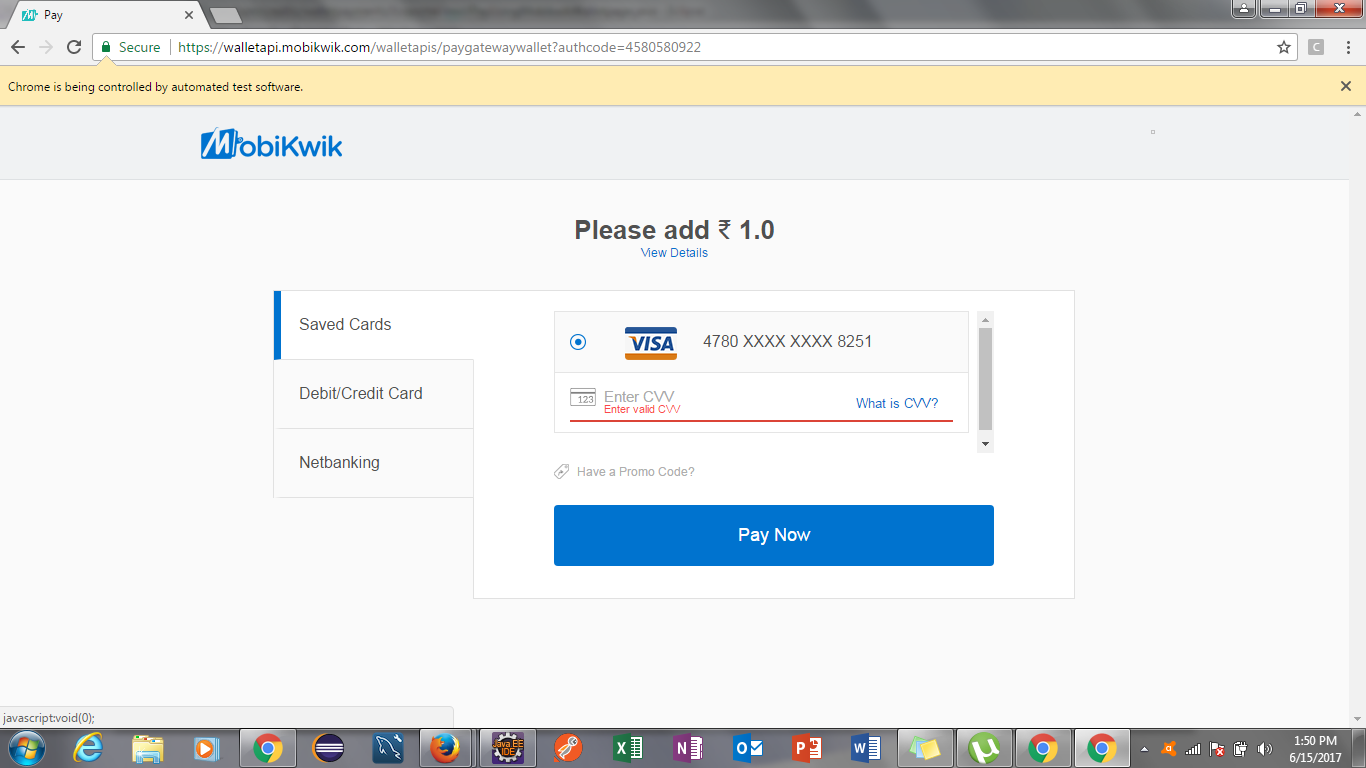 Pay
Secure
https://walletapi.mobikwik.com/walletapis/paygatewaywallet?authcode=4580580922
C
Chrome is being controlled by automated test software.
MobiKwik
Please add ₹ 1.0
View Details
Saved Cards
VISA
4780 XXXX XXXX 8251
Debit/Credit Card
123
Enter CVV
Enter valid CVV
What is CVV?
Netbanking
Have a Promo Code?
Pay Now
javascript:void(0);
Java EE
IDE
1:50 PM
6/15/2017